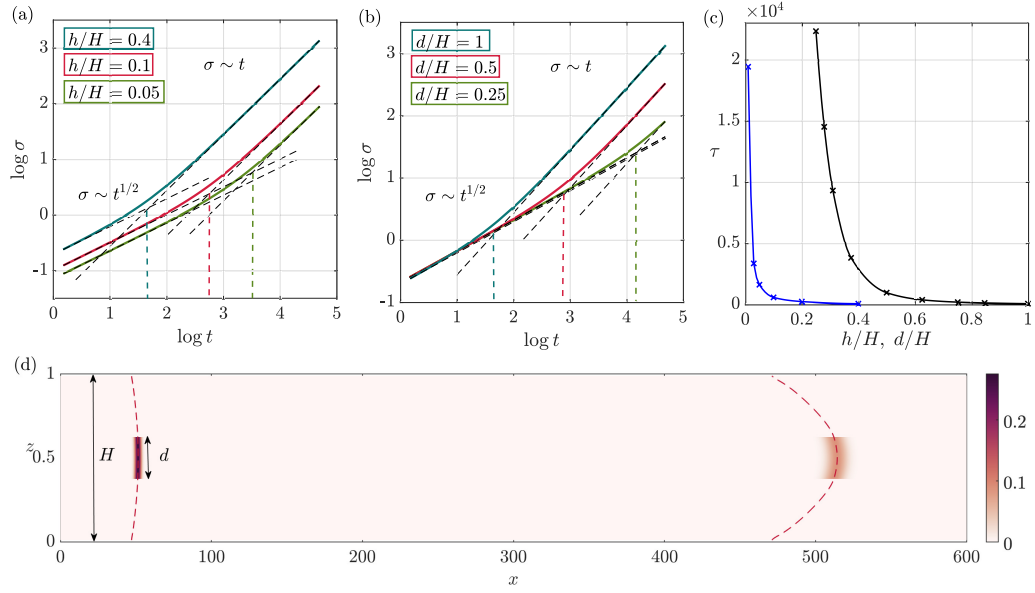 (a)
h/H = 0.4
h/H = 0.1
h/H = 0.05
σ ∼ t
σ ∼ t^{1/2}
log σ
3
2
1
0
-1
0 1 2 3 4 5
log t
(b)
d/H = 1
d/H = 0.5
d/H = 0.25
σ ∼ t
σ ∼ t^{1/2}
log σ
3
2
1
0
-1
0 1 2 3 4 5
log t
(c)
×10^4
2
1.5
1
0.5
0
τ
0 0.2 0.4 0.6 0.8 1
h/H, d/H
(d)
1
z
0.5
0
H
d
0 100 200 300 400 500 600
x
0.2
0.1
0